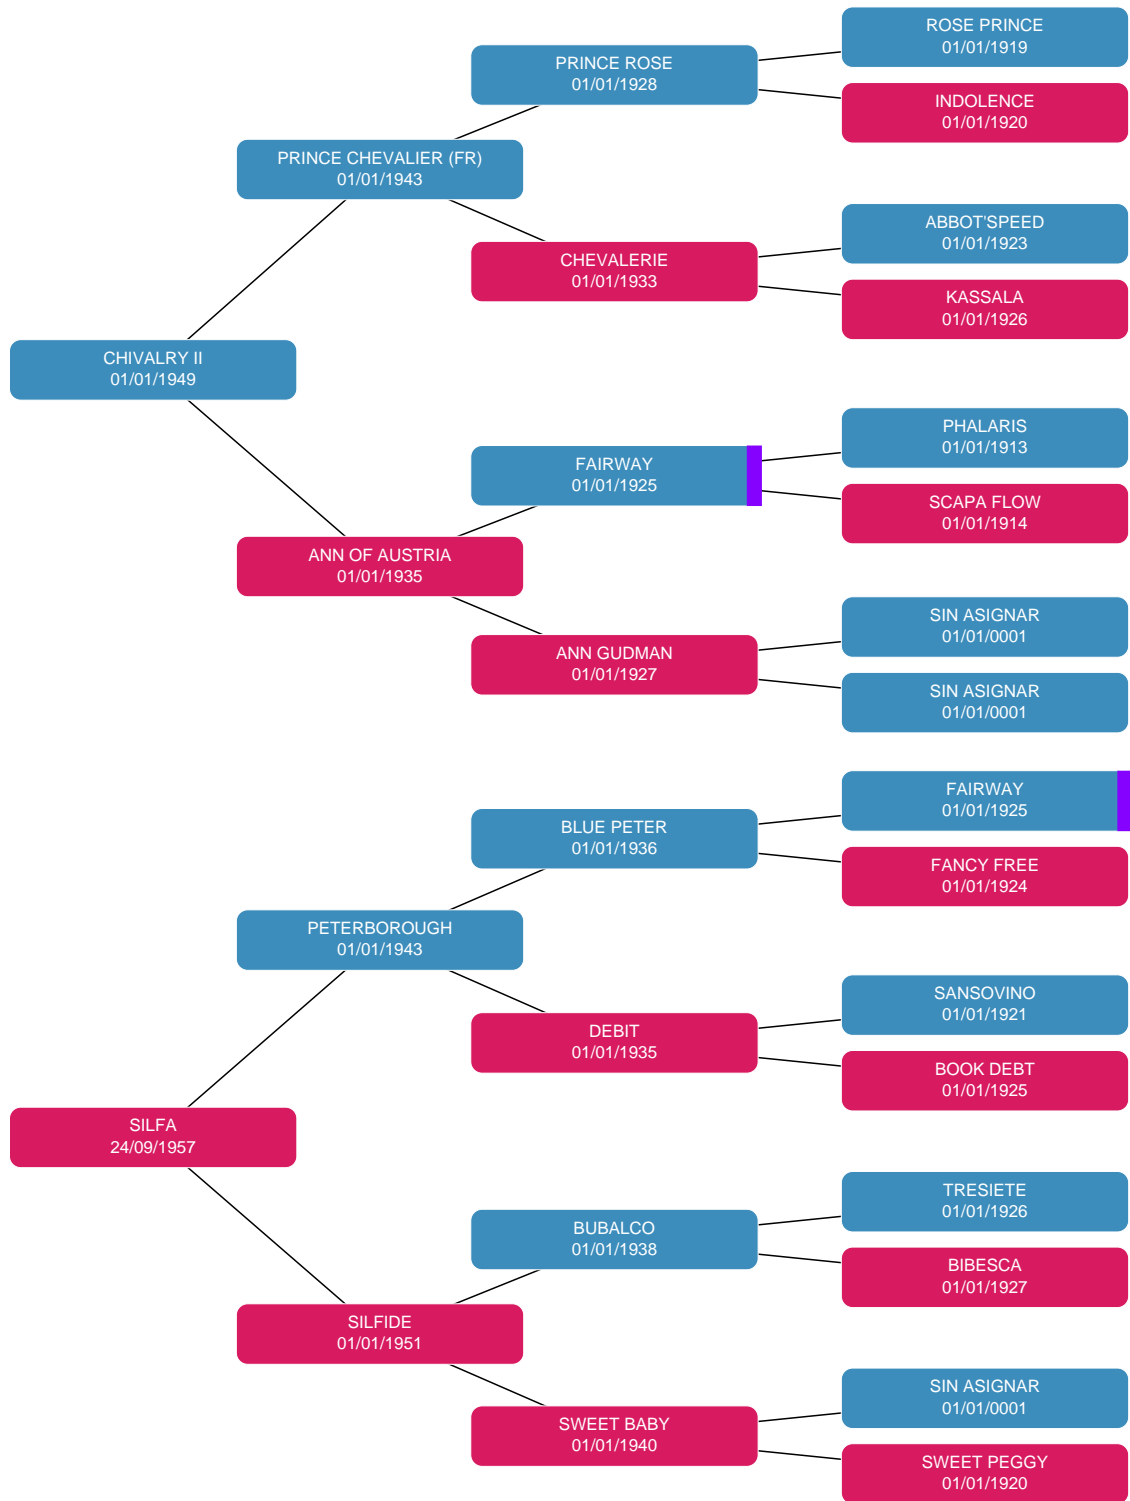 ROSE PRINCE
01/01/1919
PRINCE ROSE
01/01/1928
INDOLENCE
01/01/1920
PRINCE CHEVALIER (FR)
01/01/1943
ABBOT'SPEED
01/01/1923
CHEVALERIE
01/01/1933
KASSALA
01/01/1926
CHIVALRY II
01/01/1949
PHALARIS
01/01/1913
FAIRWAY
01/01/1925
SCAPA FLOW
01/01/1914
ANN OF AUSTRIA
01/01/1935
SIN ASIGNAR
01/01/0001
ANN GUDMAN
01/01/1927
SIN ASIGNAR
01/01/0001
FAIRWAY
01/01/1925
BLUE PETER
01/01/1936
FANCY FREE
01/01/1924
PETERBOROUGH
01/01/1943
SANSOVINO
01/01/1921
DEBIT
01/01/1935
BOOK DEBT
01/01/1925
SILFA
24/09/1957
TRESIETE
01/01/1926
BUBALCO
01/01/1938
BIBESCA
01/01/1927
SILFIDE
01/01/1951
SIN ASIGNAR
01/01/0001
SWEET BABY
01/01/1940
SWEET PEGGY
01/01/1920